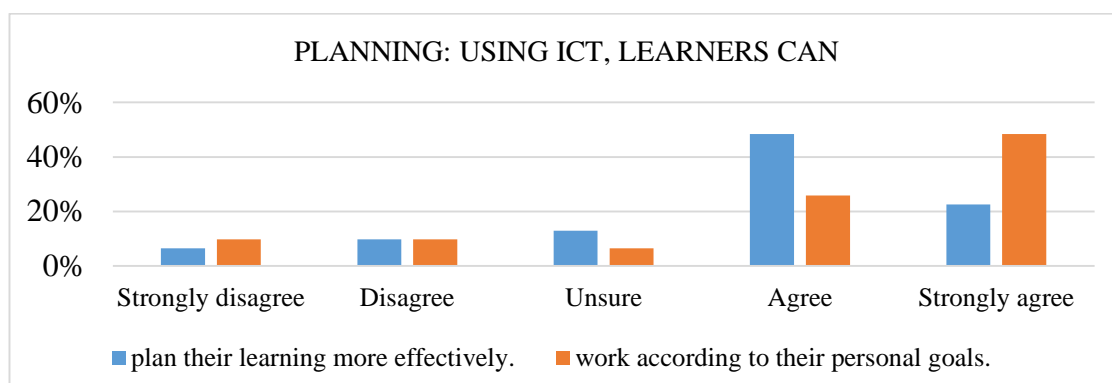 PLANNING: USING ICT, LEARNERS CAN
60%
40%
20%
0%
Strongly disagree Disagree Unsure Agree Strongly agree
plan their learning more effectively. work according to their personal goals.